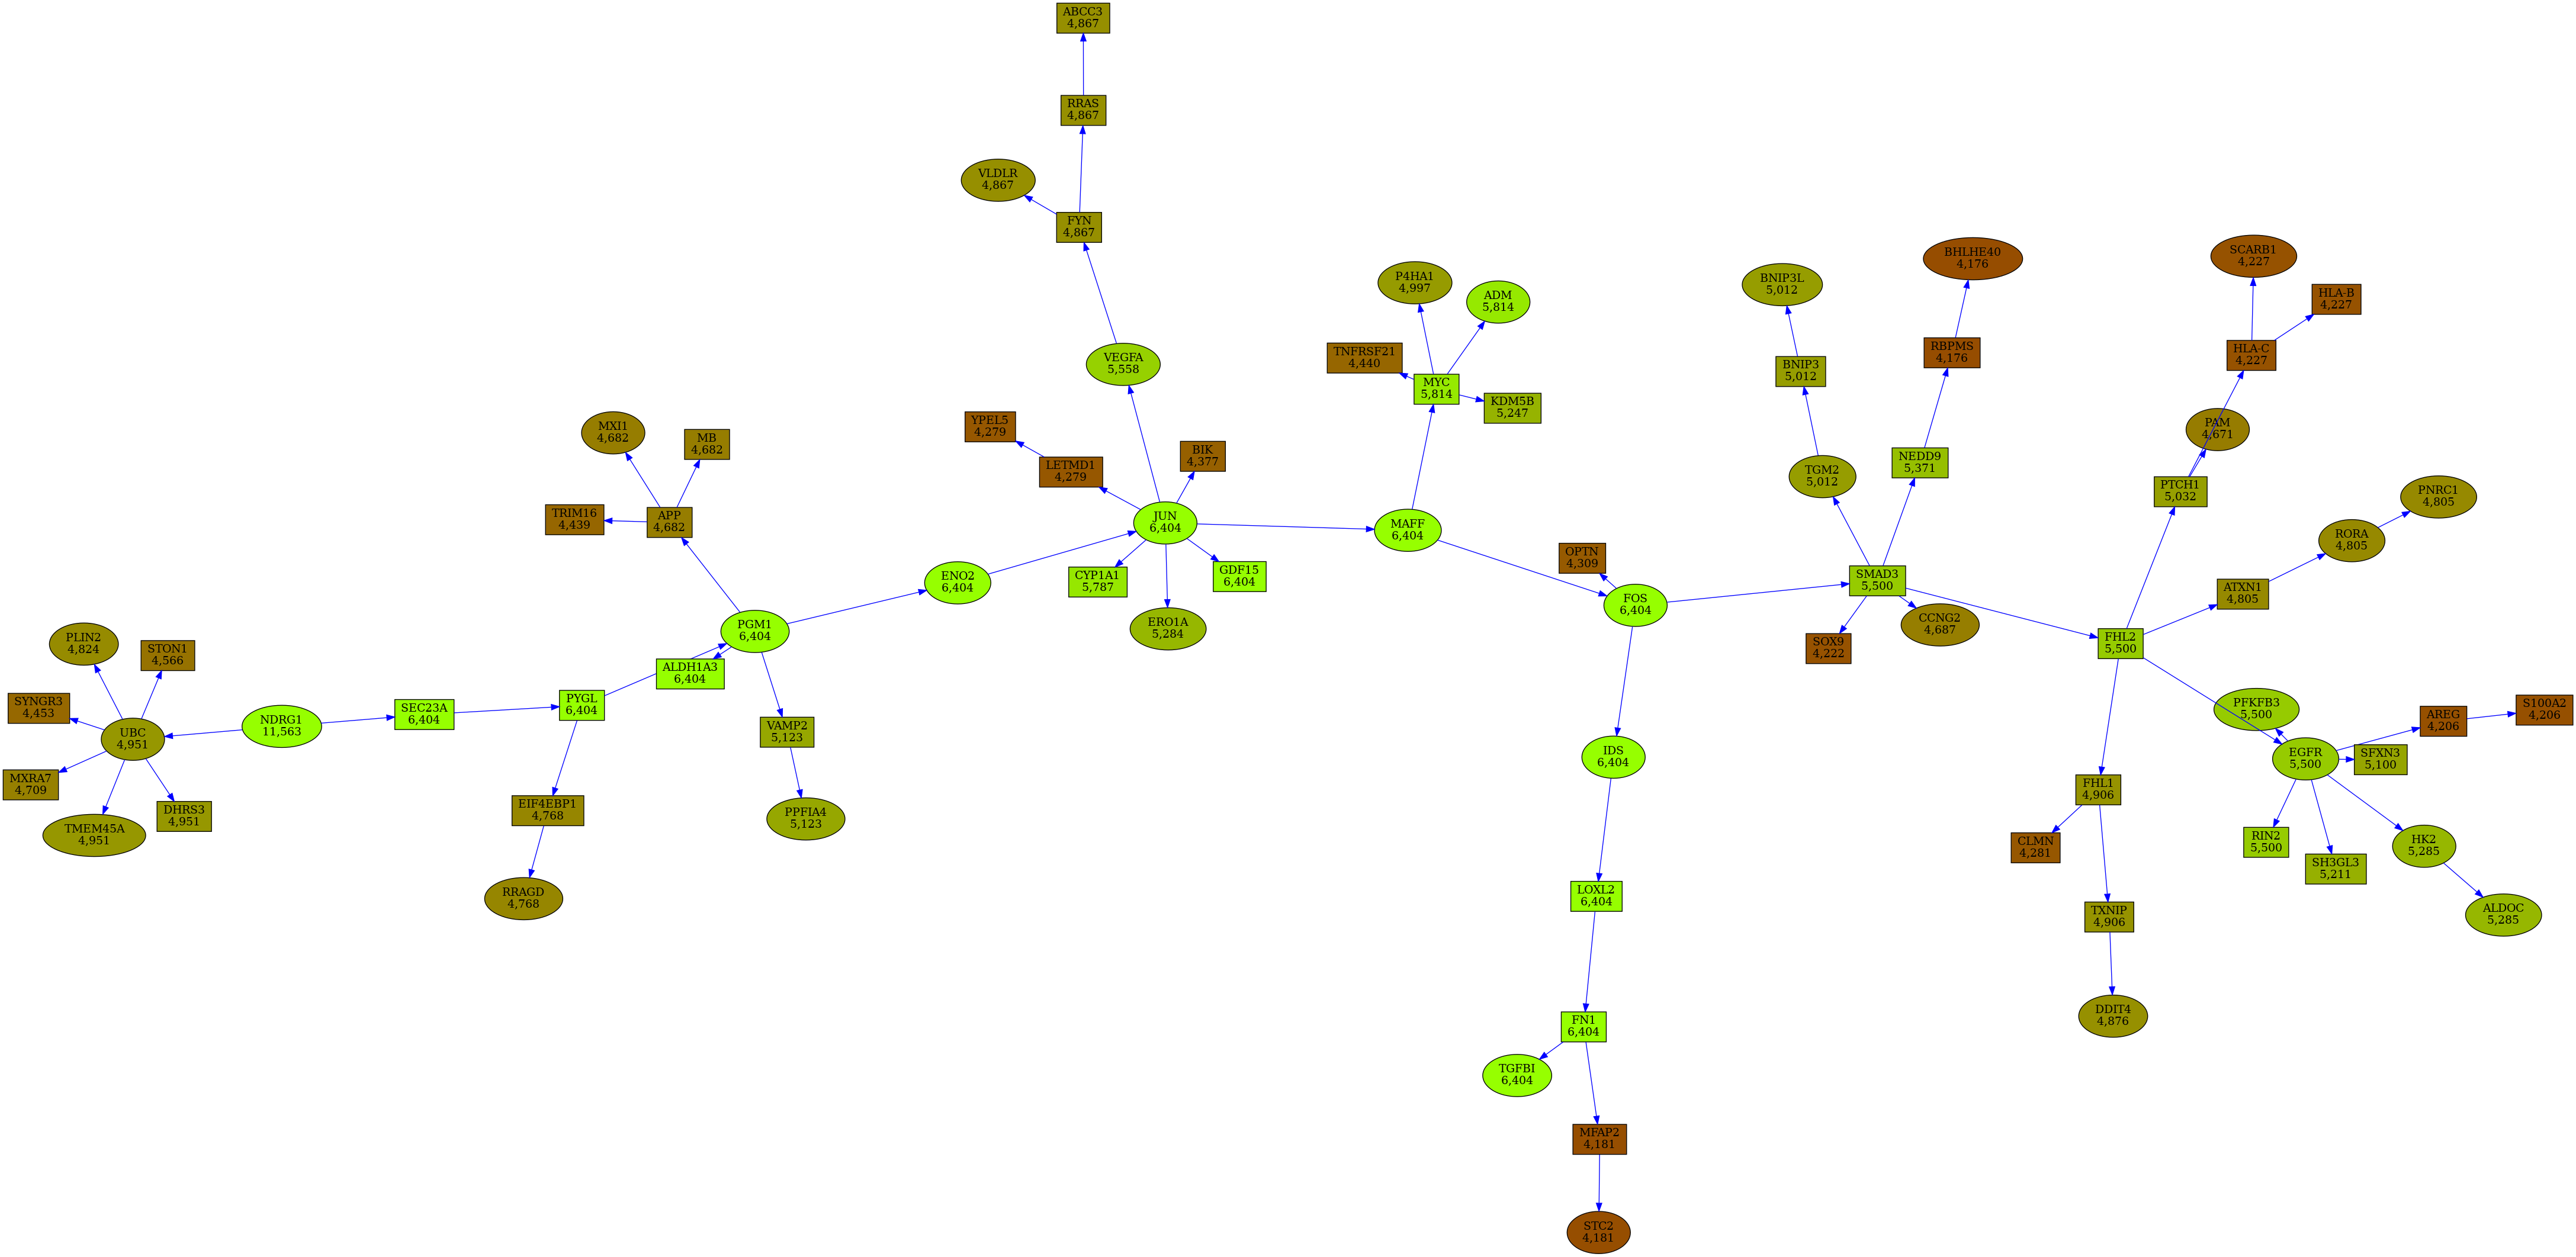 ABCC3
4,867
RRAS
4,867
VLDLR
4,867
FYN
4,867
BHLHE40
4,176
SCARB1
4,227
P4HA1
4,997
BNIP3L
5,012
ADM
5,814
HLA-B
4,227
TNFRSF21
4,440
VEGFA
5,558
RBPMS
4,176
HLA-C
4,227
BNIP3
5,012
MYC
5,814
KDM5B
5,247
YPEL5
4,279
PAM
4,671
MXI1
4,682
MB
4,682
BIK
4,377
NEDD9
5,371
LETMD1
4,279
TGM2
5,012
PTCH1
5,032
PNRC1
4,805
TRIM16
4,439
APP
4,682
JUN
6,404
MAFF
6,404
RORA
4,805
OPTN
4,309
GDF15
6,404
CYP1A1
5,787
ENO2
6,404
SMAD3
5,500
ATXN1
4,805
FOS
6,404
ERO1A
5,284
CCNG2
4,687
PGM1
6,404
PLIN2
4,824
FHL2
5,500
SOX9
4,222
STON1
4,566
ALDH1A3
6,404
PYGL
6,404
SYNGR3
4,453
SEC23A
6,404
PFKFB3
5,500
S100A2
4,206
AREG
4,206
NDRG1
11,563
VAMP2
5,123
UBC
4,951
IDS
6,404
EGFR
5,500
SFXN3
5,100
MXRA7
4,709
FHL1
4,906
EIF4EBP1
4,768
DHRS3
4,951
PPFIA4
5,123
TMEM45A
4,951
RIN2
5,500
CLMN
4,281
HK2
5,285
SH3GL3
5,211
RRAGD
4,768
LOXL2
6,404
ALDOC
5,285
TXNIP
4,906
DDIT4
4,876
FN1
6,404
TGFBI
6,404
MFAP2
4,181
STC2
4,181